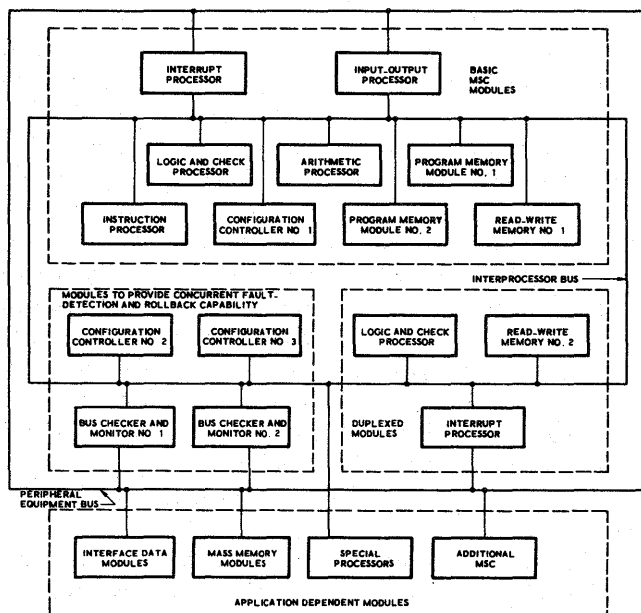 INTERRUPT
PROCESSOR
INPUT-OUTPUT
PROCESSOR
BASIC
MSC
MODULES
LOGIC AND CHECK
PROCESSOR
ARITHMETIC
PROCESSOR
PROGRAM MEMORY
MODULE NO. 1
INSTRUCTION
PROCESSOR
CONFIGURATION
CONTROLLER NO. 1
PROGRAM MEMORY
MODULE NO. 2
READ-WRITE
MEMORY NO. 1
INTERPROCESSOR BUS
MODULES TO PROVIDE CONCURRENT FAULT-
DETECTION AND ROLLBACK CAPABILITY
CONFIGURATION
CONTROLLER NO. 2
CONFIGURATION
CONTROLLER NO. 3
LOGIC AND CHECK
PROCESSOR
READ-WRITE
MEMORY NO. 2
BUS CHECKER AND
MONITOR NO. 1
BUS CHECKER AND
MONITOR NO. 2
DUPLEXED
MODULES
INTERRUPT
PROCESSOR
PERIPHERAL
EQUIPMENT BUS
INTERFACE DATA
MODULES
MASS MEMORY
MODULES
SPECIAL
PROCESSORS
ADDITIONAL
MSC
APPLICATION DEPENDENT MODULES